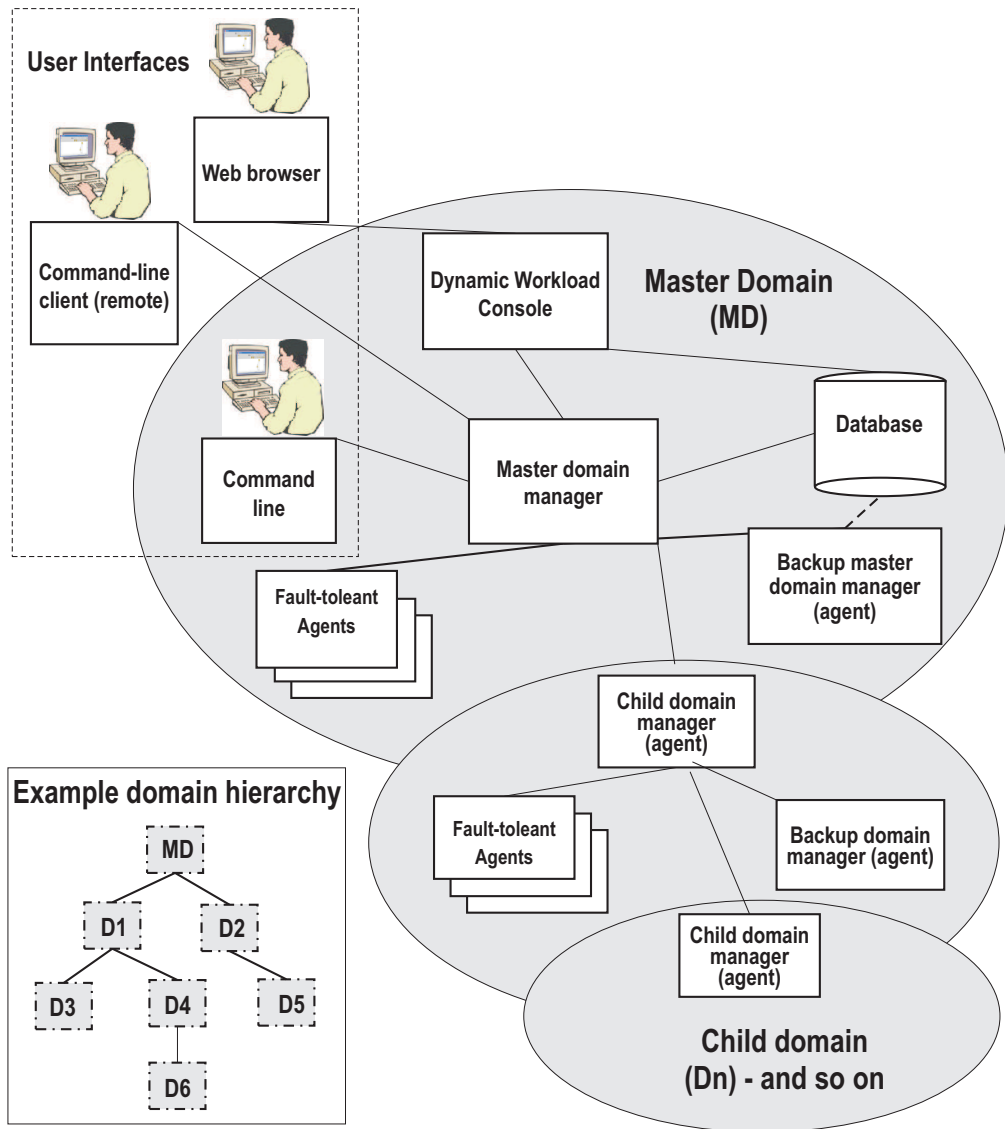 User Interfaces
Web browser
Command-line
client (remote)
Dynamic Workload
Console
Master Domain
(MD)
Command
line
Master domain
manager
Database
Fault-toleant
Agents
Backup master
domain manager
(agent)
Child domain
manager
(agent)
Fault-toleant
Agents
Backup domain
manager (agent)
Child domain
manager
(agent)
Child domain
(Dn) - and so on
Example domain hierarchy
MD
D1
D2
D3
D4
D5
D6